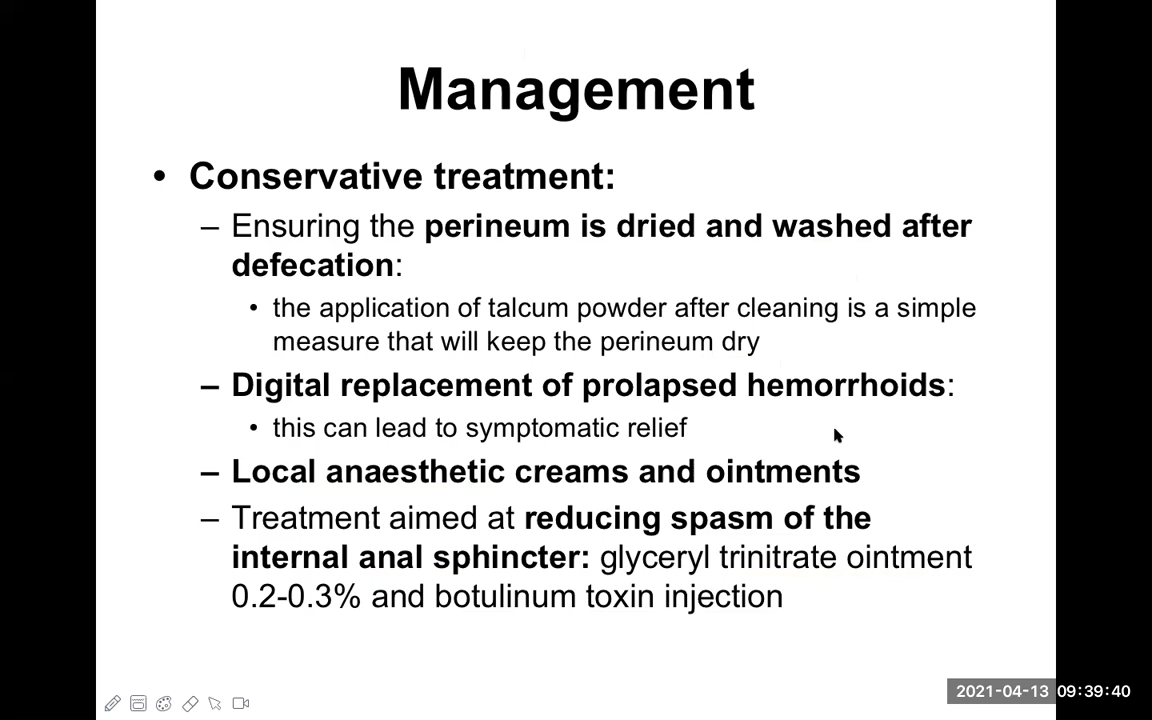 Management
• Conservative treatment:
– Ensuring the perineum is dried and washed after
defecation:
• the application of talcum powder after cleaning is a simple
measure that will keep the perineum dry
– Digital replacement of prolapsed hemorrhoids:
• this can lead to symptomatic relief
– Local anaesthetic creams and ointments
– Treatment aimed at reducing spasm of the
internal anal sphincter: glyceryl trinitrate ointment
0.2-0.3% and botulinum toxin injection
2021-04-13 09:39:40